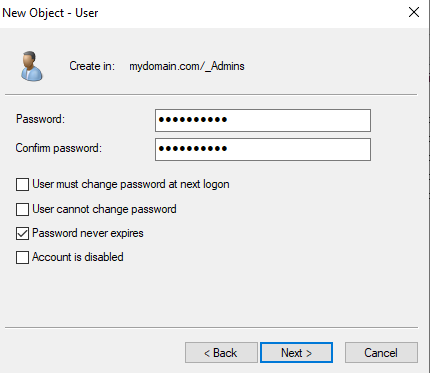 New Object - User
Create in: mydomain.com/_Admins
Password: ●●●●●●●●●●
Confirm password: ●●●●●●●●●●
User must change password at next logon
User cannot change password
Password never expires
Account is disabled
< Back Next > Cancel